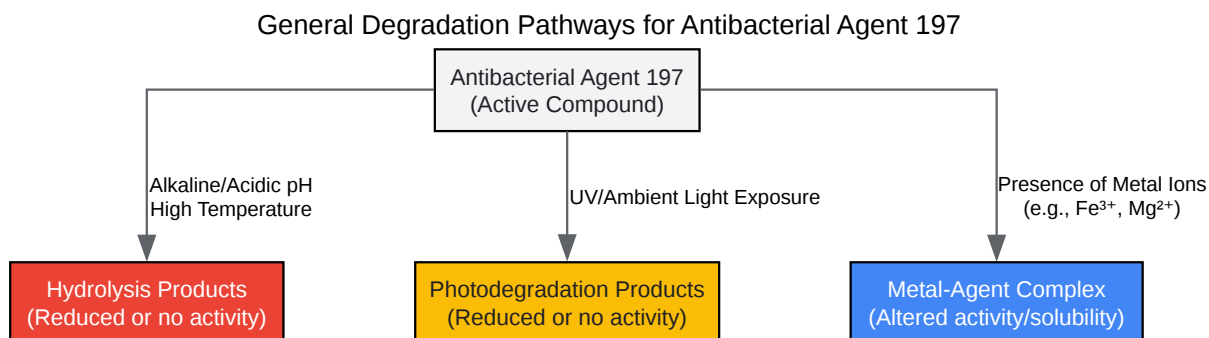 General Degradation Pathways for Antibacterial Agent 197
Antibacterial Agent 197
(Active Compound)
Alkaline/Acidic pH
High Temperature
UV/Ambient Light Exposure
Presence of Metal Ions
(e.g., Fe³⁺, Mg²⁺)
Hydrolysis Products
(Reduced or no activity)
Photodegradation Products
(Reduced or no activity)
Metal-Agent Complex
(Altered activity/solubility)